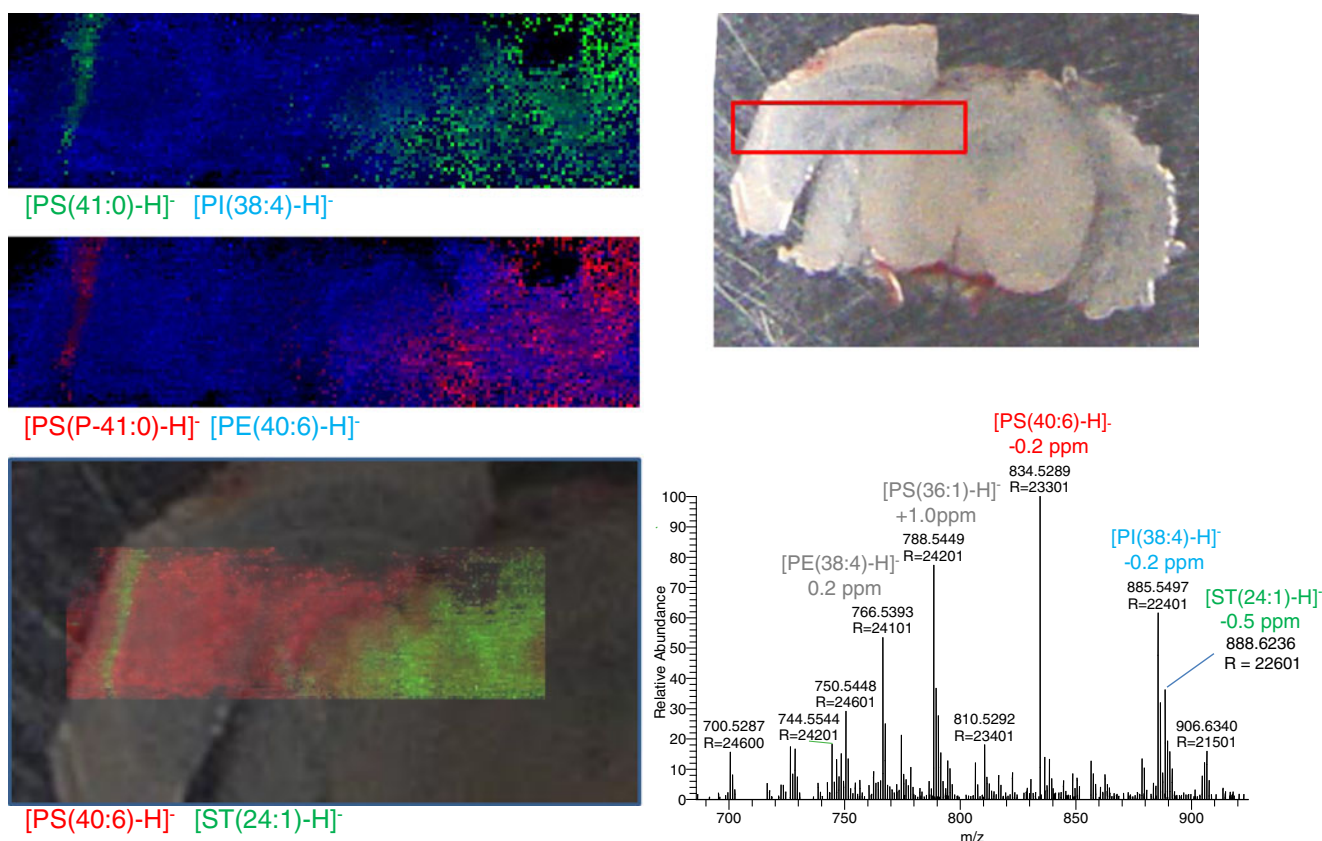 [PS(41:0)-H]- [PI(38:4)-H]-
[PS(P-41:0)-H]- [PE(40:6)-H]-
[PS(40:6)-H]- [ST(24:1)-H]-
[PS(40:6)-H]-
-0.2 ppm
834.5289
R=23301
[PS(36:1)-H]-
+1.0ppm
788.5449
R=24201
[PE(38:4)-H]-
0.2 ppm
766.5393
R=24101
[PI(38:4)-H]-
-0.2 ppm
885.5497
R=22401
[ST(24:1)-H]-
-0.5 ppm
888.6236
R = 22601
750.5448
R=24601
744.5544
R=24201
700.5287
R=24600
810.5292
R=23401
906.6340
R=21501
Relative Abundance
100
90
80
70
60
50
40
30
20
10
0
700
750
800
850
900
m/z